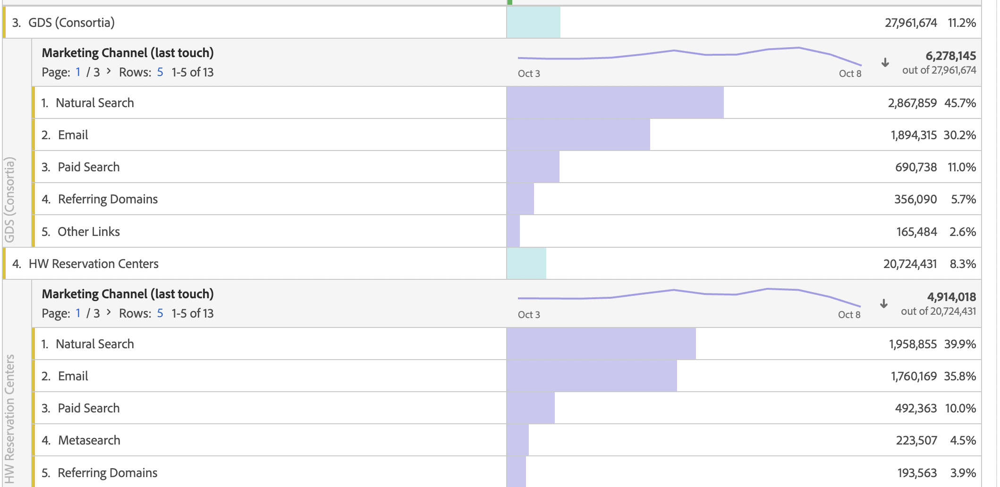 3. GDS (Consortia) 27,961,674 11.2%
GDS (Consortia)
Marketing Channel (last touch) 6,278,145
Page: 1 / 3 > Rows: 5 1-5 of 13 Oct 3 Oct 8 ↓ out of 27,961,674
1. Natural Search 2,867,859 45.7%
2. Email 1,894,315 30.2%
3. Paid Search 690,738 11.0%
4. Referring Domains 356,090 5.7%
5. Other Links 165,484 2.6%
4. HW Reservation Centers 20,724,431 8.3%
HW Reservation Centers
Marketing Channel (last touch) 4,914,018
Page: 1 / 3 > Rows: 5 1-5 of 13 Oct 3 Oct 8 ↓ out of 20,724,431
1. Natural Search 1,958,855 39.9%
2. Email 1,760,169 35.8%
3. Paid Search 492,363 10.0%
4. Metasearch 223,507 4.5%
5. Referring Domains 193,563 3.9%